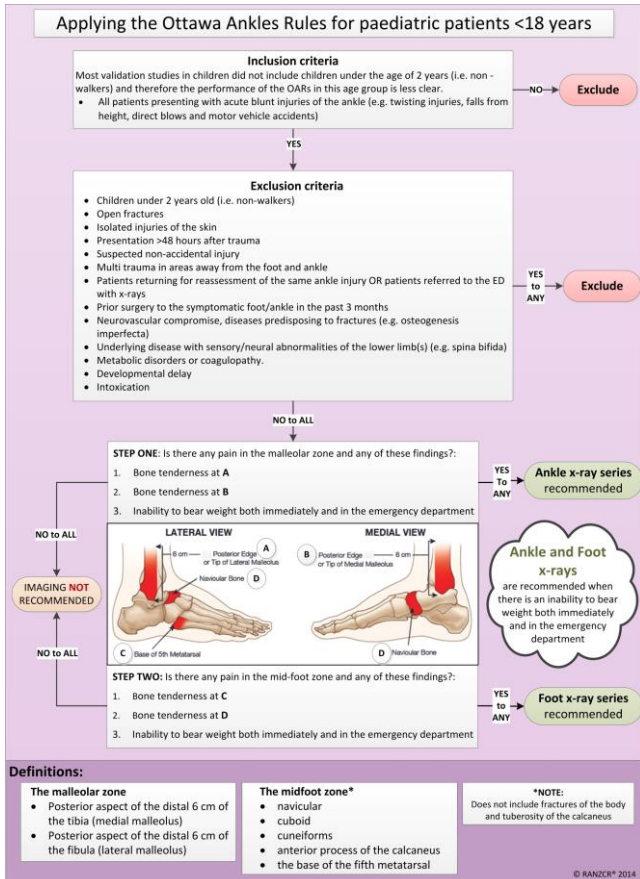 Applying the Ottawa Ankles Rules for paediatric patients <18 years
Inclusion criteria
Most validation studies in children did not include children under the age of 2 years (i.e. non -
walkers) and therefore the performance of the OARs in this age group is less clear.
• All patients presenting with acute blunt injuries of the ankle (e.g. twisting injuries, falls from
height, direct blows and motor vehicle accidents)
NO
Exclude
YES
Exclusion criteria
• Children under 2 years old (i.e. non-walkers)
• Open fractures
• Isolated injuries of the skin
• Presentation >48 hours after trauma
• Suspected non-accidental injury
• Multi trauma in areas away from the foot and ankle
• Patients returning for reassessment of the same ankle injury OR patients referred to the ED
with x-rays
• Prior surgery to the symptomatic foot/ankle in the past 3 months
• Neurovascular compromise, diseases predisposing to fractures (e.g. osteogenesis
imperfecta)
• Underlying disease with sensory/neural abnormalities of the lower limb(s) (e.g. spina bifida)
• Metabolic disorders or coagulopathy.
• Developmental delay
• Intoxication
YES
to
ANY
Exclude
NO to ALL
STEP ONE: Is there any pain in the malleolar zone and any of these findings?:
1. Bone tenderness at A
2. Bone tenderness at B
3. Inability to bear weight both immediately and in the emergency department
YES
To
ANY
Ankle x-ray series
recommended
NO to ALL
IMAGING NOT
RECOMMENDED
NO to ALL
LATERAL VIEW
6 cm
Posterior Edge
or Tip of Lateral Malleolus
A
Navicular Bone
D
C
Base of 5th Metatarsal
MEDIAL VIEW
B
Posterior Edge
or Tip of Medial Malleolus
6 cm
D
Navicular Bone
Ankle and Foot
x-rays
are recommended when
there is an inability to bear
weight both immediately
and in the emergency
department
STEP TWO: Is there any pain in the mid-foot zone and any of these findings?:
1. Bone tenderness at C
2. Bone tenderness at D
3. Inability to bear weight both immediately and in the emergency department
YES
to
ANY
Foot x-ray series
recommended
Definitions:
The malleolar zone
• Posterior aspect of the distal 6 cm of
the tibia (medial malleolus)
• Posterior aspect of the distal 6 cm of
the fibula (lateral malleolus)
The midfoot zone*
• navicular
• cuboid
• cuneiforms
• anterior process of the calcaneus
• the base of the fifth metatarsal
*NOTE:
Does not include fractures of the body
and tuberosity of the calcaneus
© RANZCR® 2014